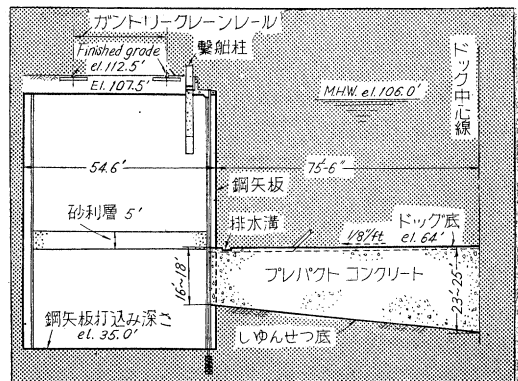 ガントリークレーンレール
Finished grade
el. 112.5'
繋船柱
El. 107.5'
M.H.W. el. 106.0'
ドック中心線
54.6'
75'-6"
鋼矢板
砂利層 5'
排水溝
1/8"/ft
ドッグ底
el. 64'
16'~18'
プレパクト コンクリート
23'~25'
鋼矢板打込み深さ
el. 35.0'
しゆんせつ底